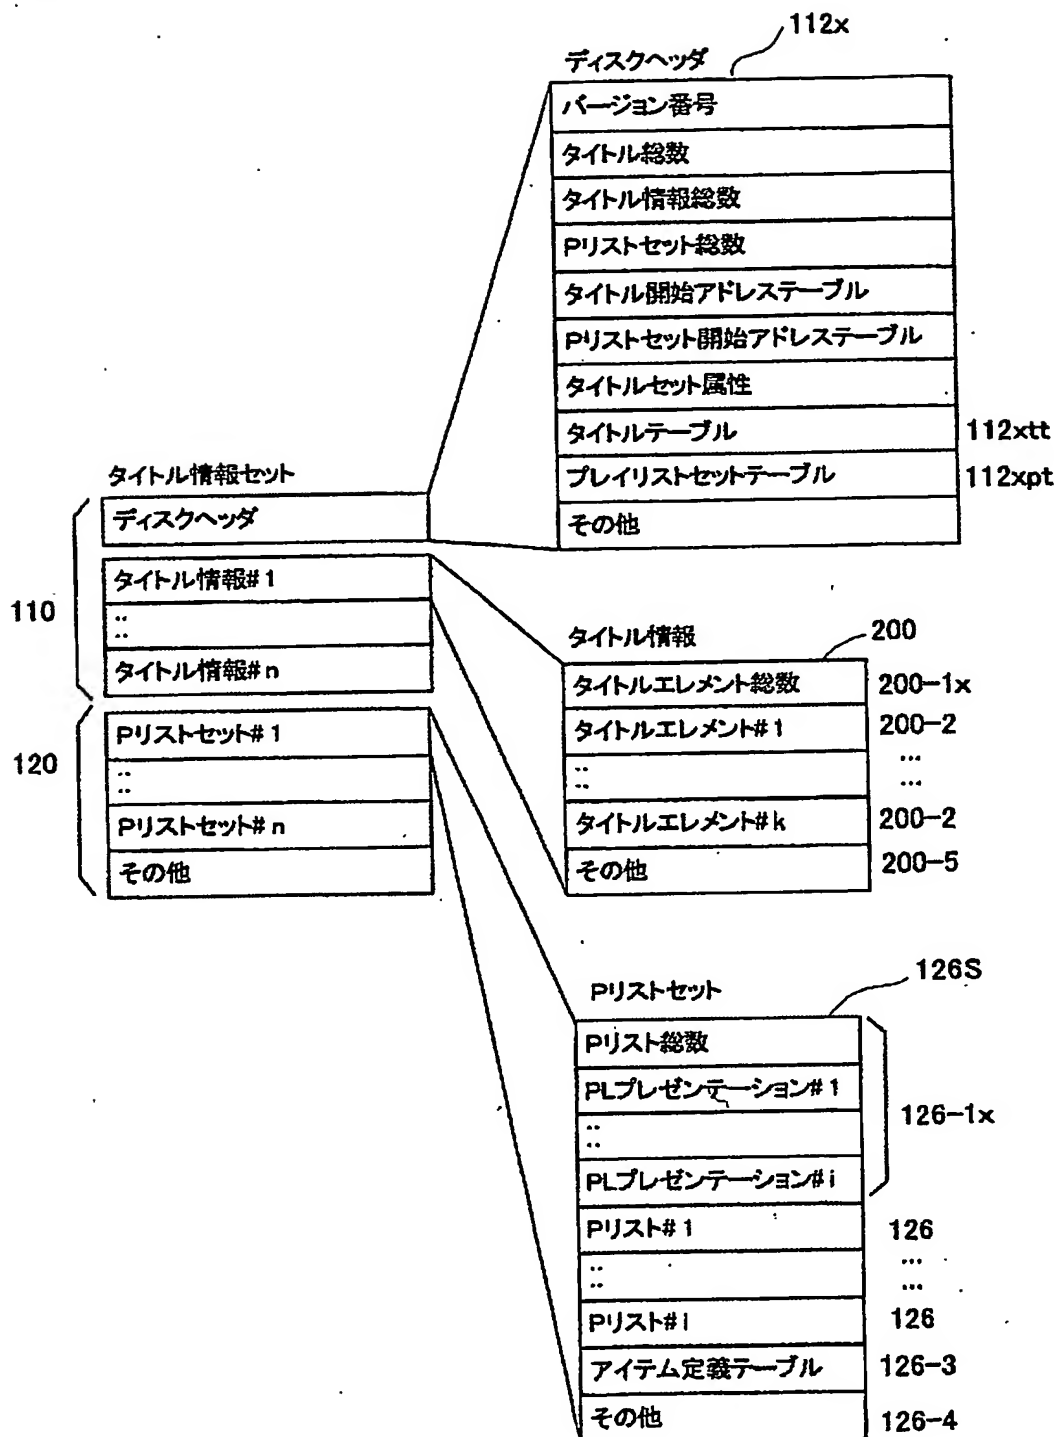 112x
ディスクヘッダ
バージョン番号
タイトル総数
タイトル情報総数
Pリストセット総数
タイトル開始アドレステーブル
Pリストセット開始アドレステーブル
タイトルセット属性
タイトルテーブル 112xtt
プレイリストセットテーブル 112xpt
その他
タイトル情報セット
ディスクヘッダ
110
タイトル情報#1
::
タイトル情報#n
120
Pリストセット#1
::
Pリストセット#n
その他
タイトル情報 200
タイトルエレメント総数 200-1x
タイトルエレメント#1 200-2
:: ... ...
タイトルエレメント#k 200-2
その他 200-5
Pリストセット 126S
Pリスト総数
PLプレゼンテーション#1
::
PLプレゼンテーション#i
126-1x
Pリスト#1 126
:: ... ...
Pリスト#i 126
アイテム定義テーブル 126-3
その他 126-4